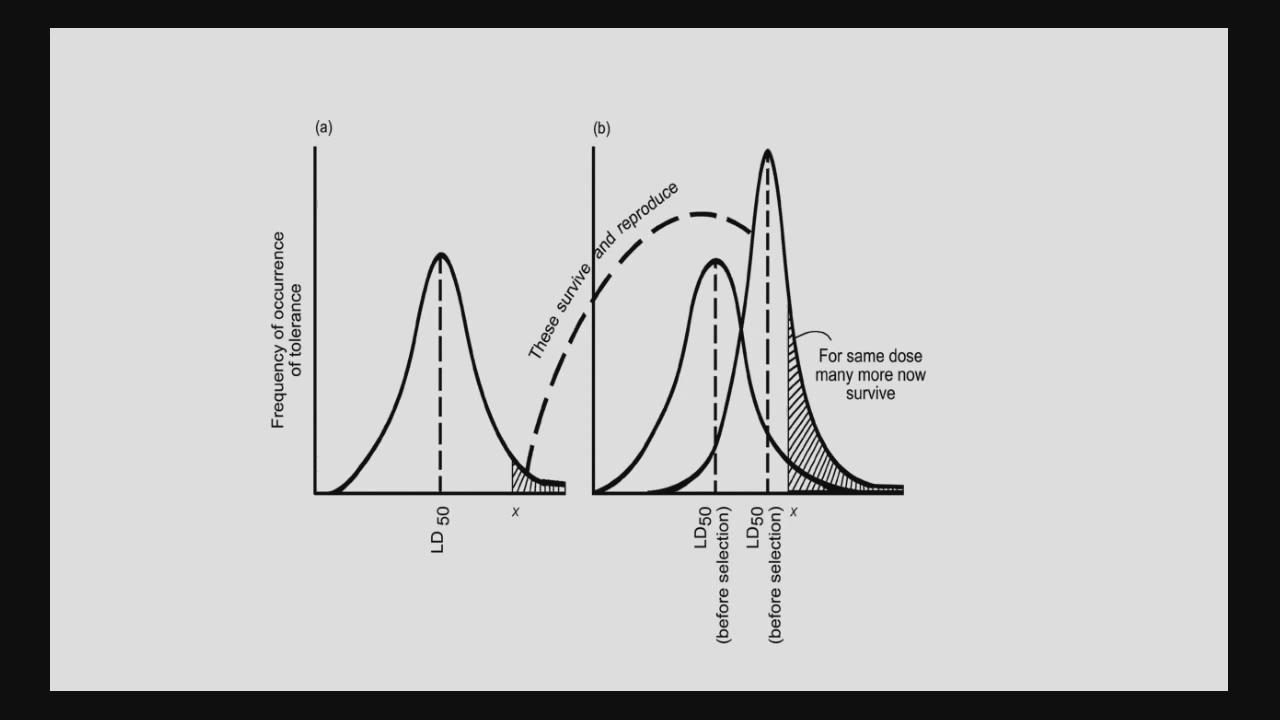 (a)
Frequency of occurrence
of tolerance
LD 50
x
These survive and reproduce
(b)
For same dose
many more now
survive
LD50
(before selection)
LD50
(before selection)
x